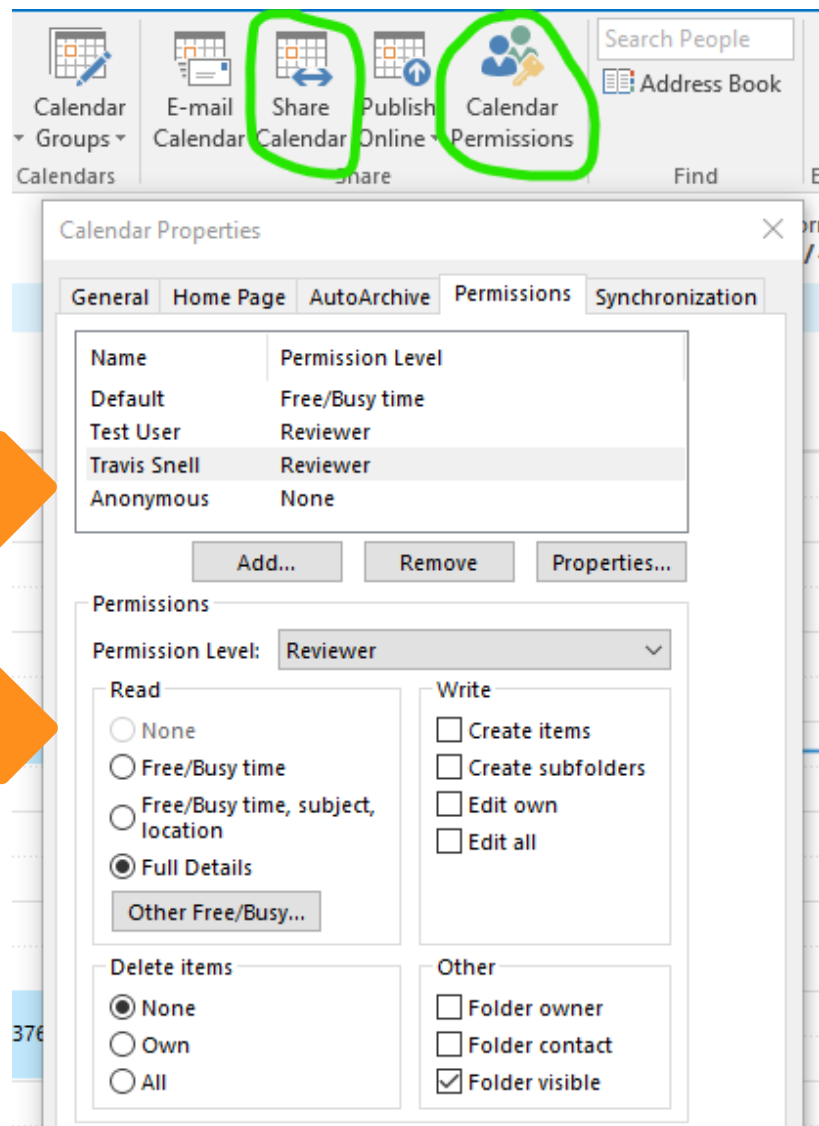 Search People
Address Book
Calendar Groups
E-mail Calendar
Share Calendar
Publish Online
Calendar Permissions
Calendars
Share
Find
Calendar Properties
General Home Page AutoArchive Permissions Synchronization
Name Permission Level
Default Free/Busy time
Test User Reviewer
Travis Snell Reviewer
Anonymous None
Add... Remove Properties...
Permissions
Permission Level: Reviewer
Read Write
None Create items
Free/Busy time Create subfolders
Free/Busy time, subject, Edit own
location
Edit all
Full Details
Other Free/Busy...
Delete items Other
None Folder owner
Own Folder contact
All Folder visible
376